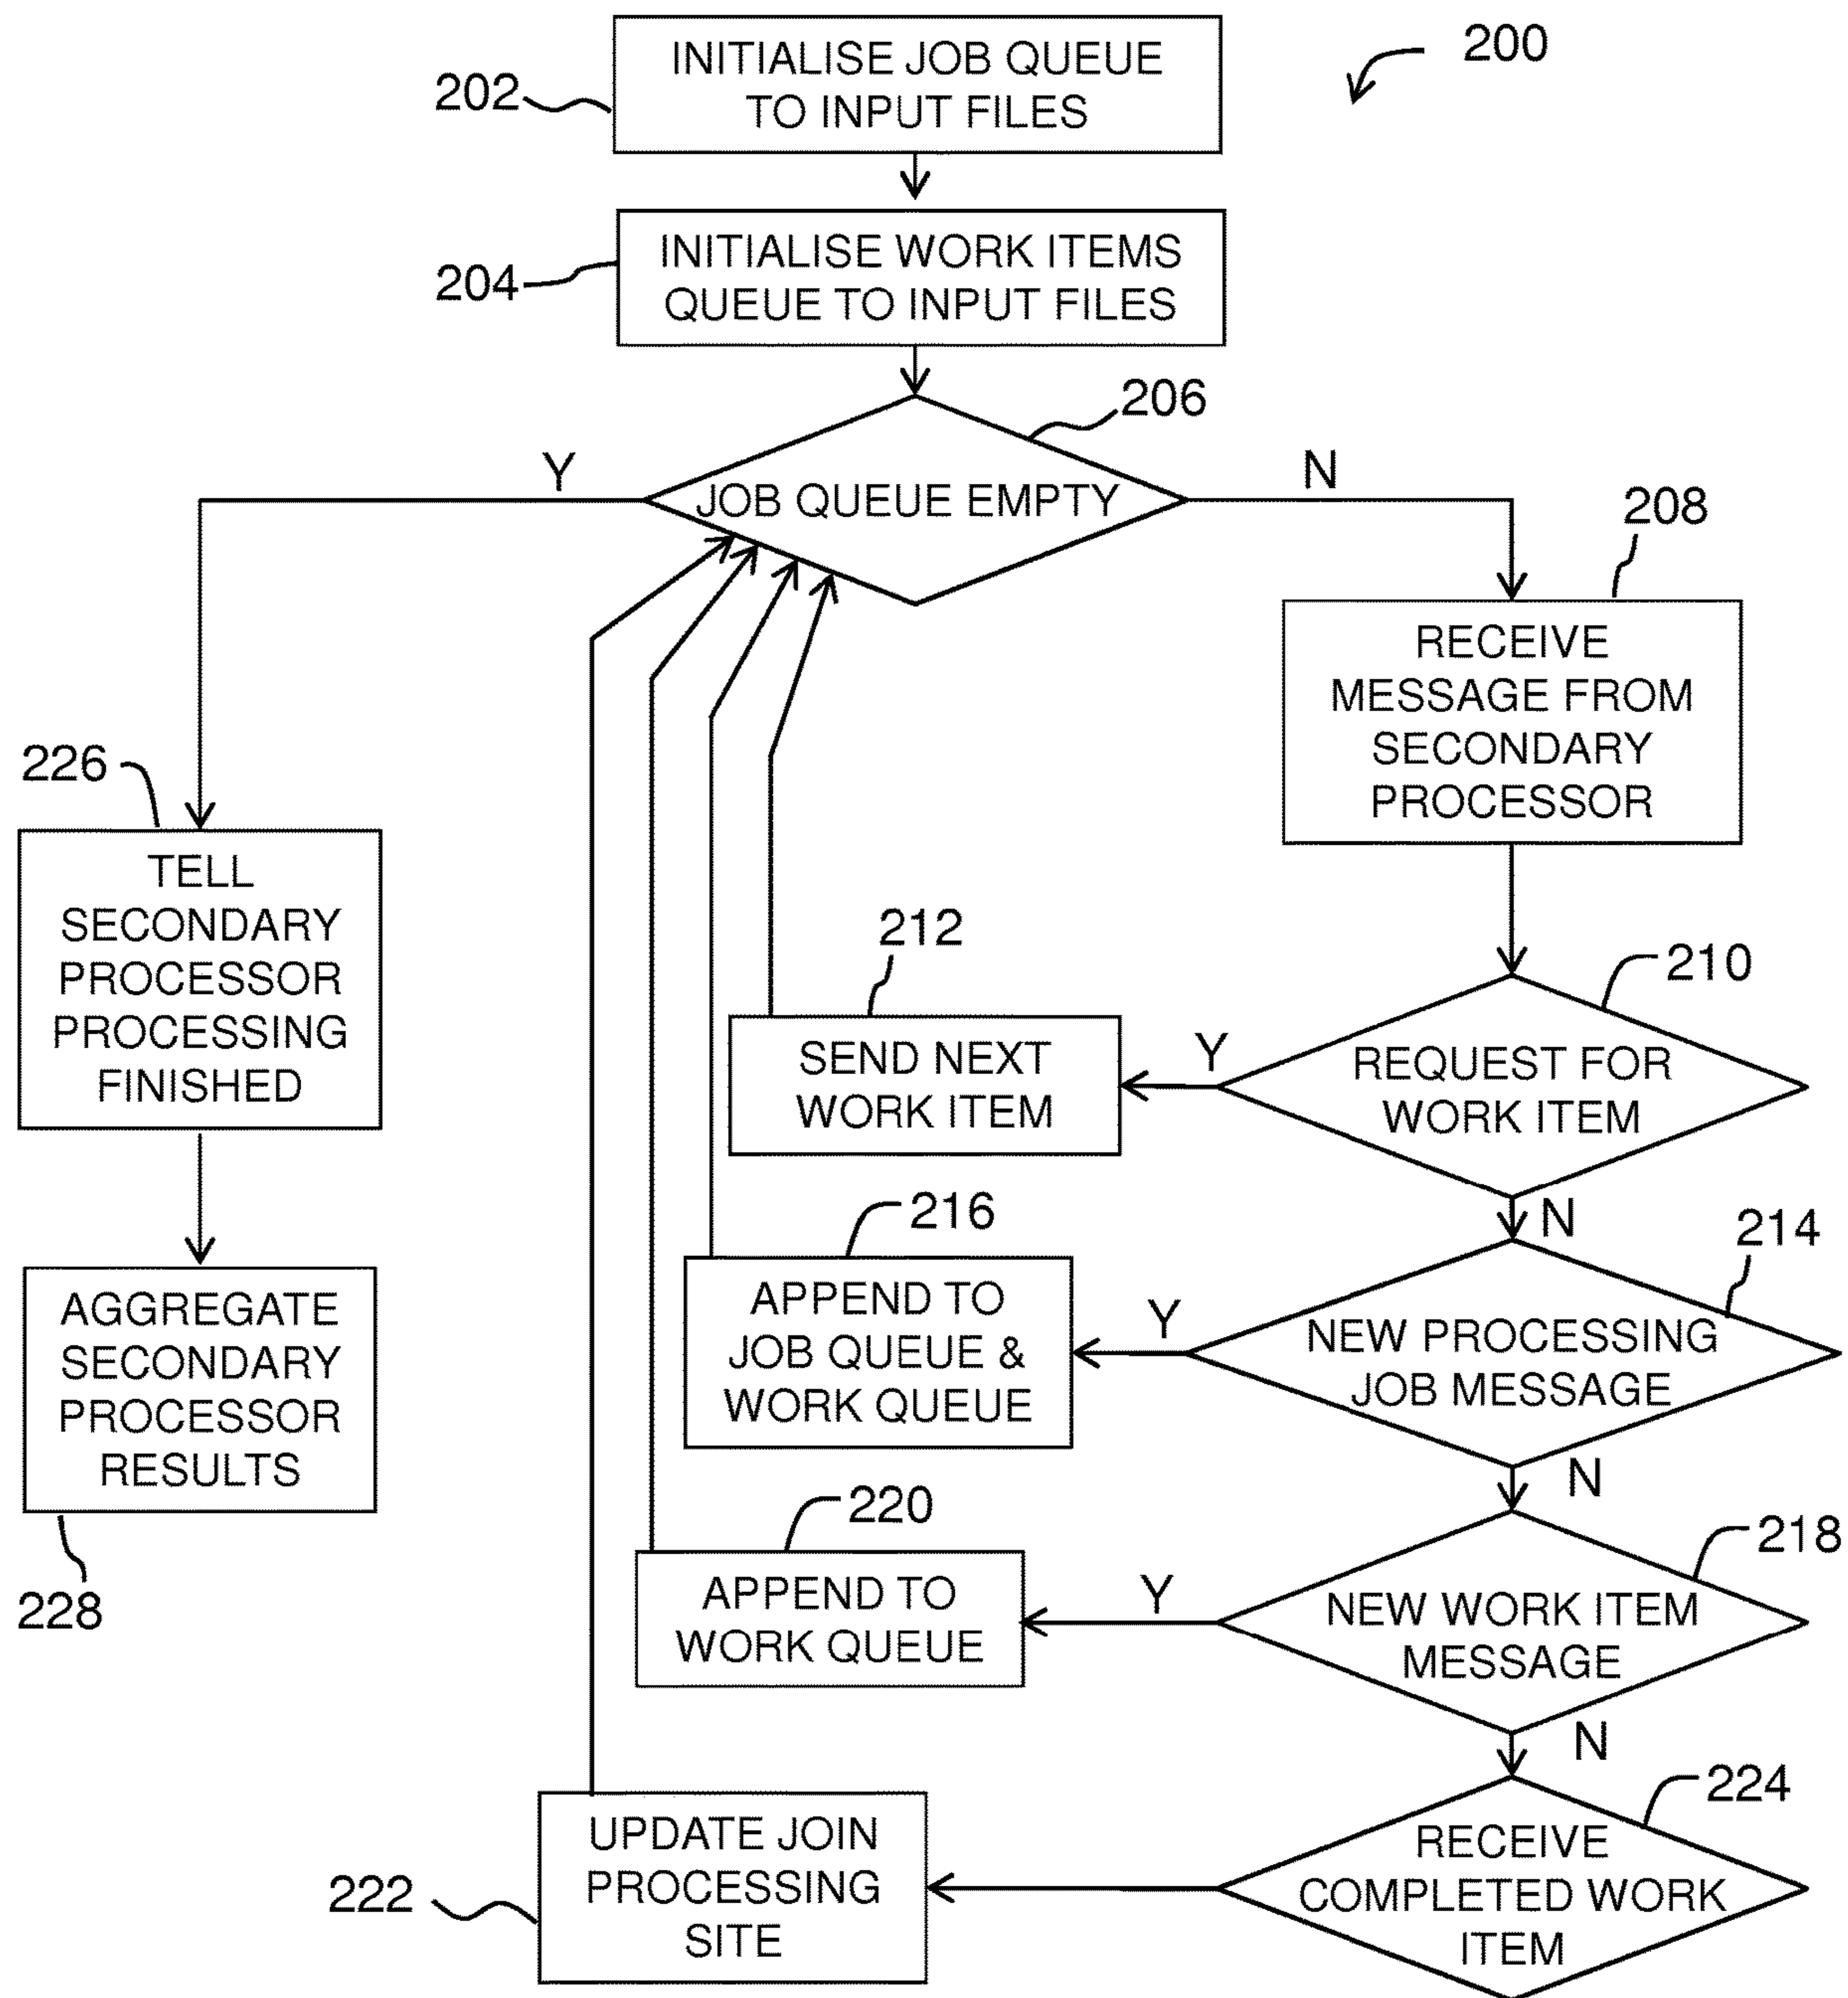 200
202
INITIALISE JOB QUEUE
TO INPUT FILES
204
INITIALISE WORK ITEMS
QUEUE TO INPUT FILES
206
JOB QUEUE EMPTY
Y
N
208
RECEIVE
MESSAGE FROM
SECONDARY
PROCESSOR
226
TELL
SECONDARY
PROCESSOR
PROCESSING
FINISHED
212
SEND NEXT
WORK ITEM
Y
210
REQUEST FOR
WORK ITEM
N
216
APPEND TO
JOB QUEUE &
WORK QUEUE
Y
214
NEW PROCESSING
JOB MESSAGE
N
AGGREGATE
SECONDARY
PROCESSOR
RESULTS
228
220
APPEND TO
WORK QUEUE
Y
218
NEW WORK ITEM
MESSAGE
N
222
UPDATE JOIN
PROCESSING
SITE
224
RECEIVE
COMPLETED WORK
ITEM